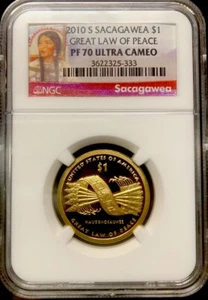 2010 S SACAGAWEA $1
GREAT LAW OF PEACE
PF 70 ULTRA CAMEO
3622325-333
NGC
Sacagawea
UNITED STATES OF AMERICA
$1
HAUDENOSAUNEE
GREAT LAW OF PEACE